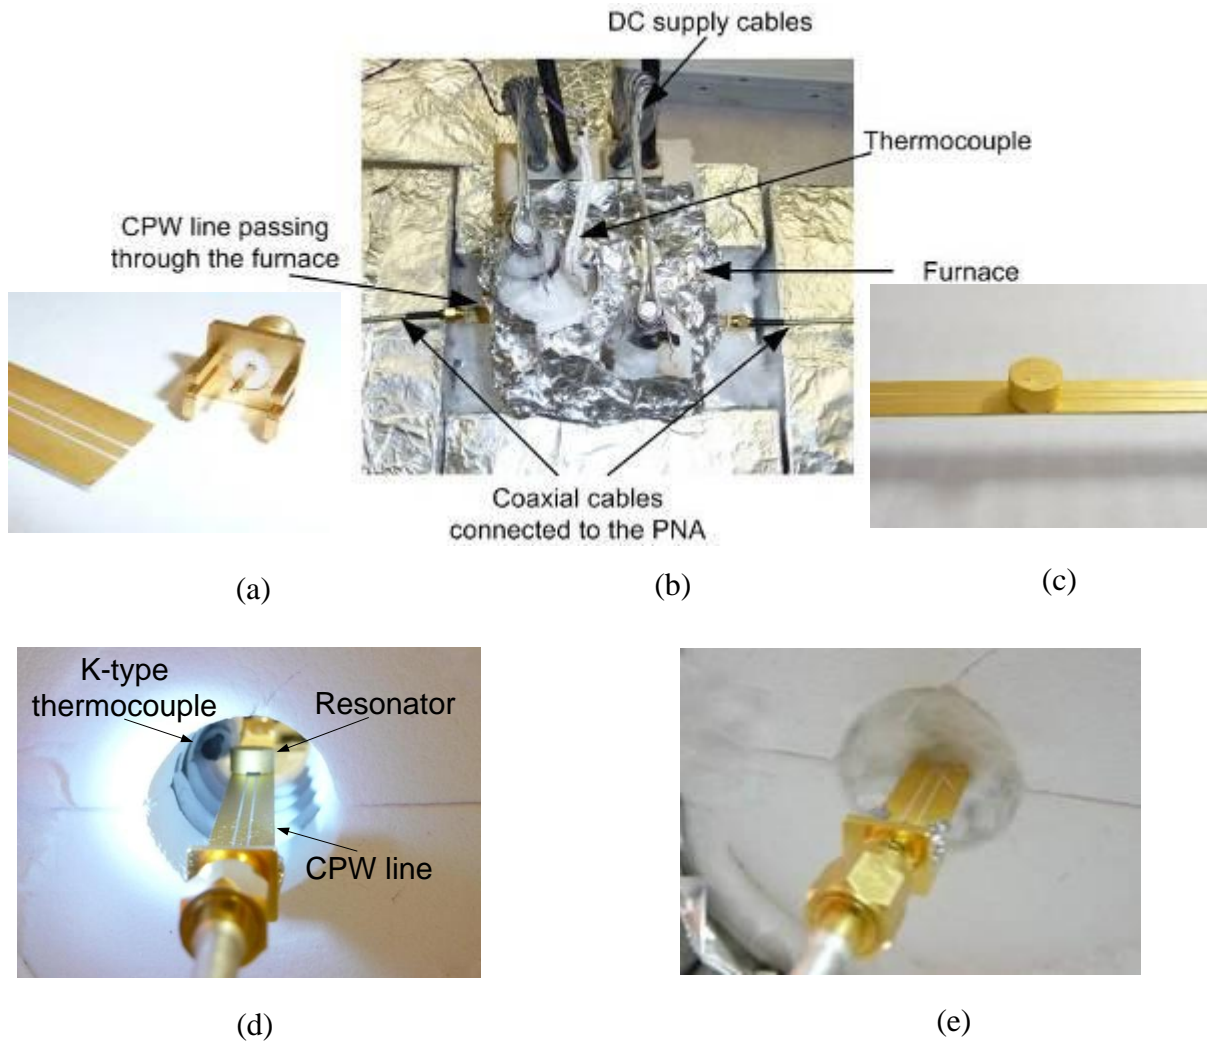 DC supply cables
Thermocouple
CPW line passing
through the furnace
Furnace
Coaxial cables
connected to the PNA
(a)
(b)
(c)
K-type
thermocouple
Resonator
CPW line
(d)
(e)